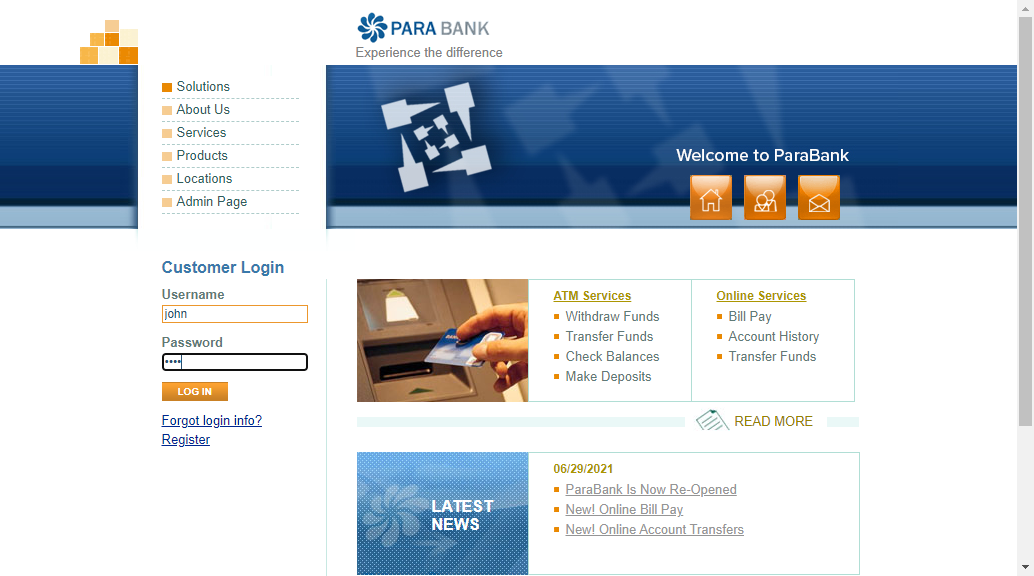 PARA BANK
Experience the difference
Solutions
About Us
Services
Products
Locations
Admin Page
Welcome to ParaBank
Customer Login
Username
john
Password
••••
LOG IN
Forgot login info?
Register
ATM Services
Withdraw Funds
Transfer Funds
Check Balances
Make Deposits
Online Services
Bill Pay
Account History
Transfer Funds
READ MORE
LATEST
NEWS
06/29/2021
ParaBank Is Now Re-Opened
New! Online Bill Pay
New! Online Account Transfers